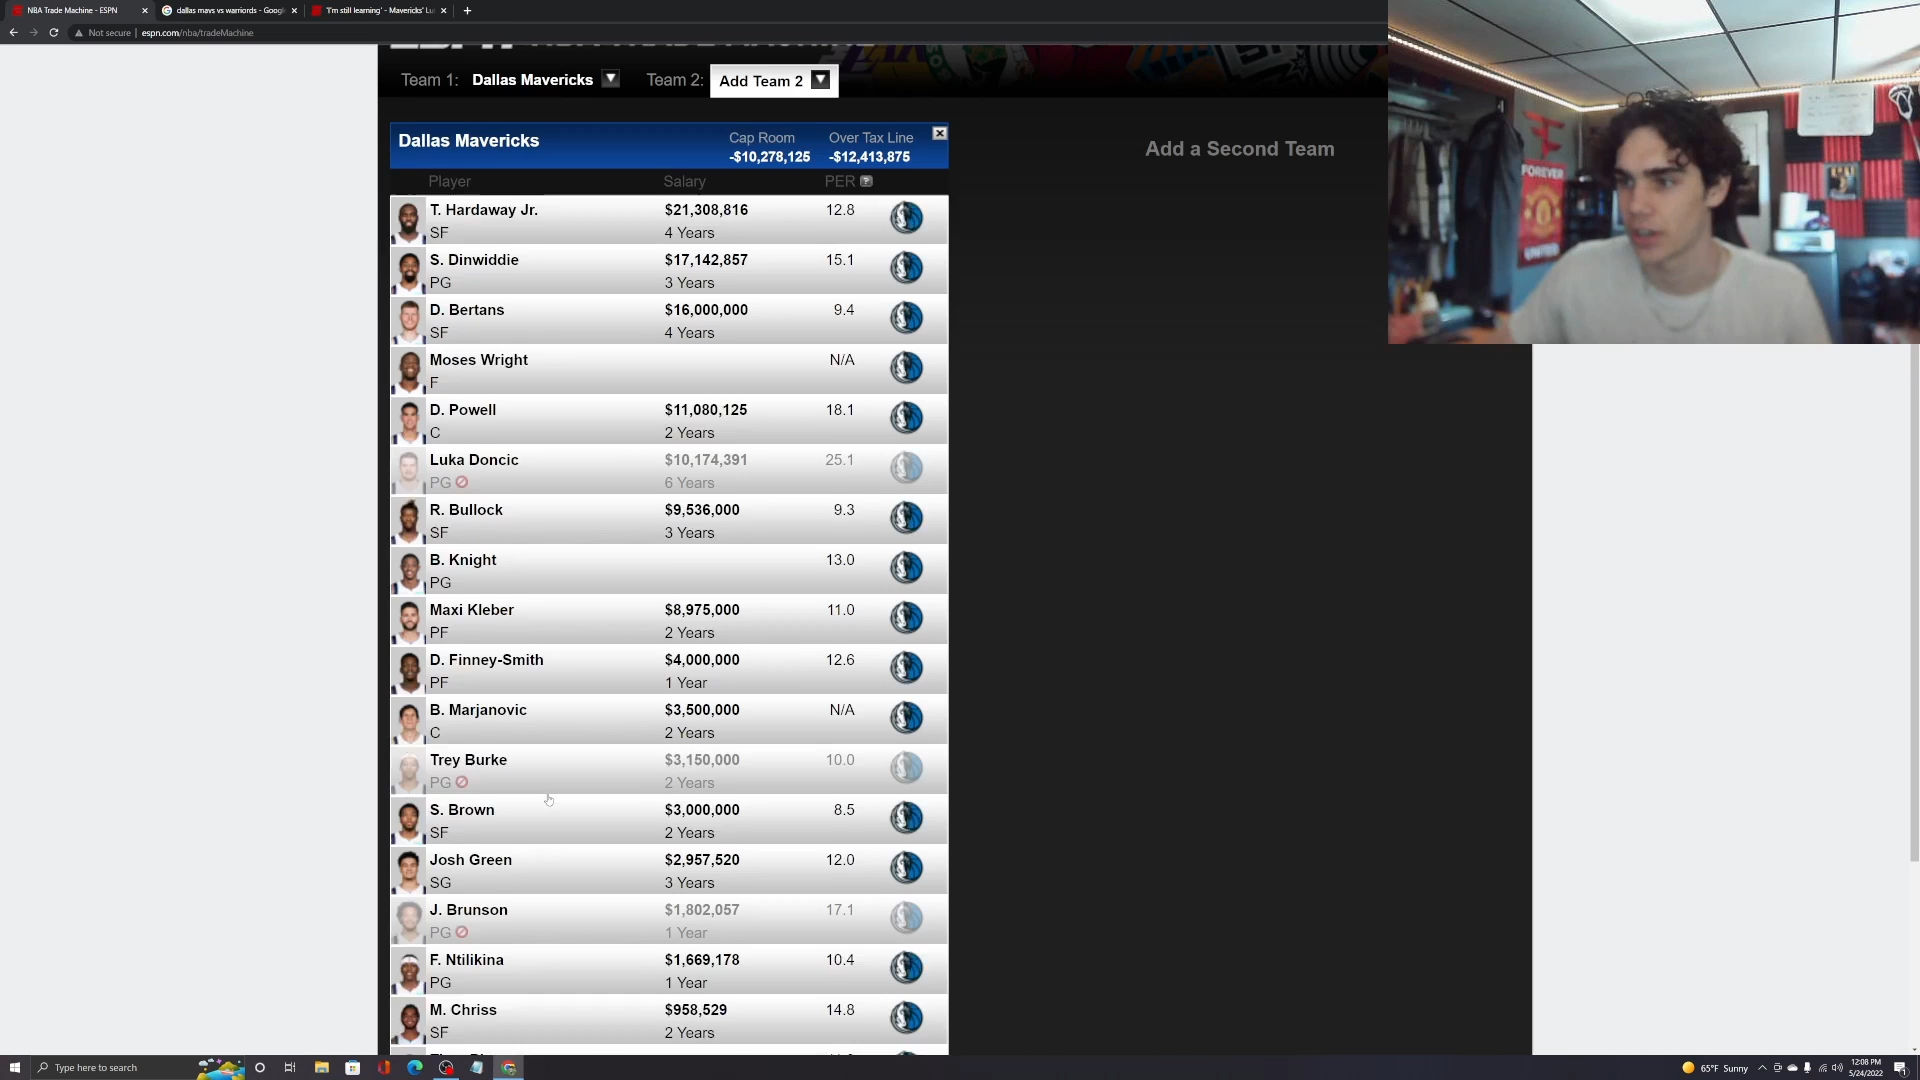 NBA Trade Machine - ESPN
dallas mavs vs warriords - Googl
'I'm still learning' - Mavericks' Lu
Not secure | espn.com/nba/tradeMachine
Team 1: Dallas Mavericks
Team 2: Add Team 2
Dallas Mavericks
Cap Room
-$10,278,125
Over Tax Line
-$12,413,875
Player Salary PER ?
T. Hardaway Jr. $21,308,816 12.8
SF 4 Years
S. Dinwiddie $17,142,857 15.1
PG 3 Years
D. Bertans $16,000,000 9.4
SF 4 Years
Moses Wright N/A
F
D. Powell $11,080,125 18.1
C 2 Years
Luka Doncic $10,174,391 25.1
PG 6 Years
R. Bullock $9,536,000 9.3
SF 3 Years
B. Knight 13.0
PG
Maxi Kleber $8,975,000 11.0
PF 2 Years
D. Finney-Smith $4,000,000 12.6
PF 1 Year
B. Marjanovic $3,500,000 N/A
C 2 Years
Trey Burke $3,150,000 10.0
PG 2 Years
S. Brown $3,000,000 8.5
SF 2 Years
Josh Green $2,957,520 12.0
SG 3 Years
J. Brunson $1,802,057 17.1
PG 1 Year
F. Ntilikina $1,669,178 10.4
PG 1 Year
M. Chriss $958,529 14.8
SF 2 Years
Add a Second Team
FOREVER
UNITED
Type here to search
65°F Sunny
12:08 PM
5/24/2022